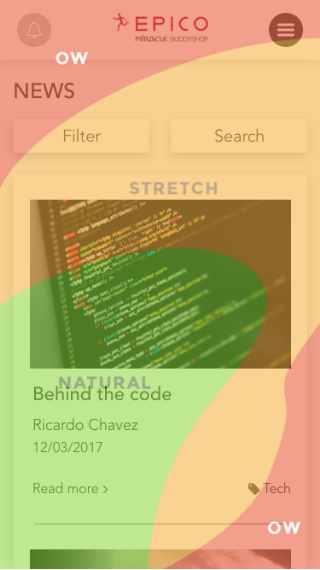 EPICO
MIRACLE BUDDYSHOP
OW
NEWS
Filter
Search
STRETCH
NATURAL
Behind the code
Ricardo Chavez
12/03/2017
Read more >
Tech
OW